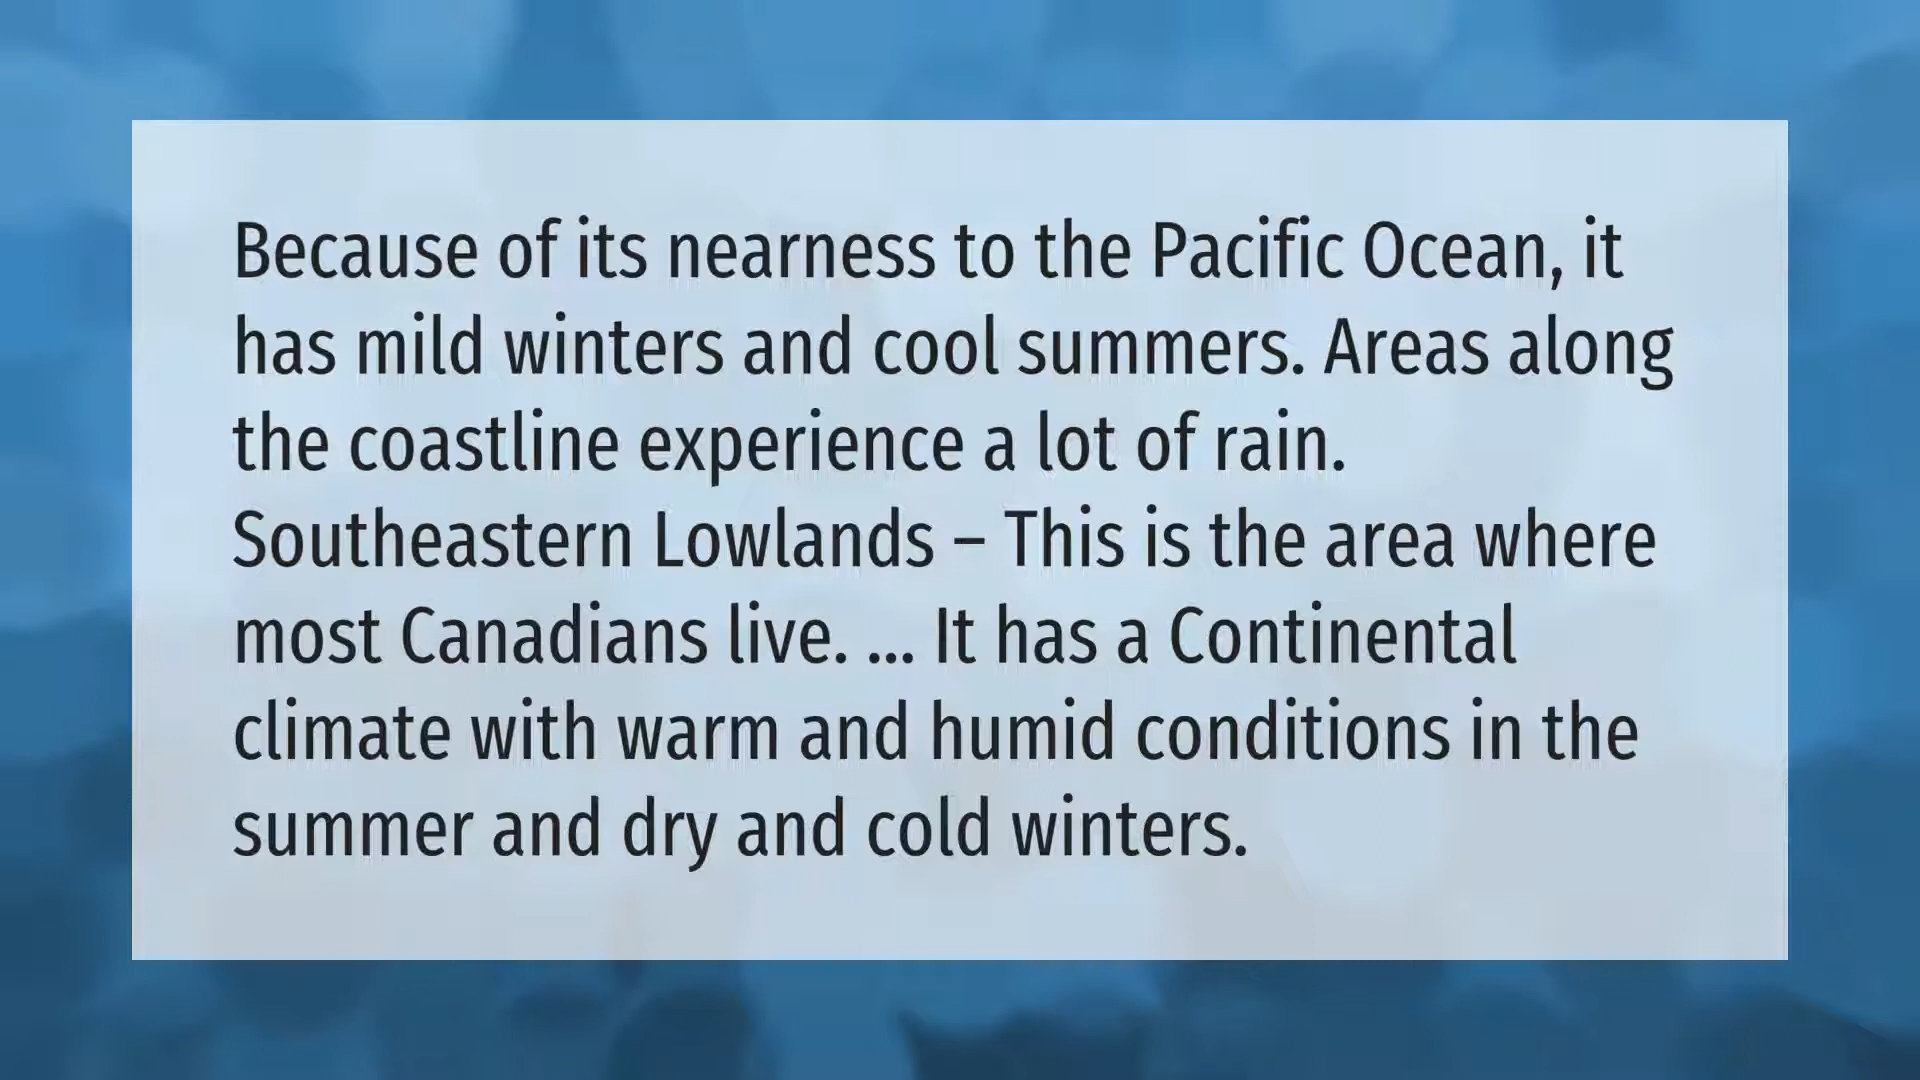 Because of its nearness to the Pacific Ocean, it
has mild winters and cool summers. Areas along
the coastline experience a lot of rain.
Southeastern Lowlands – This is the area where
most Canadians live. ... It has a Continental
climate with warm and humid conditions in the
summer and dry and cold winters.